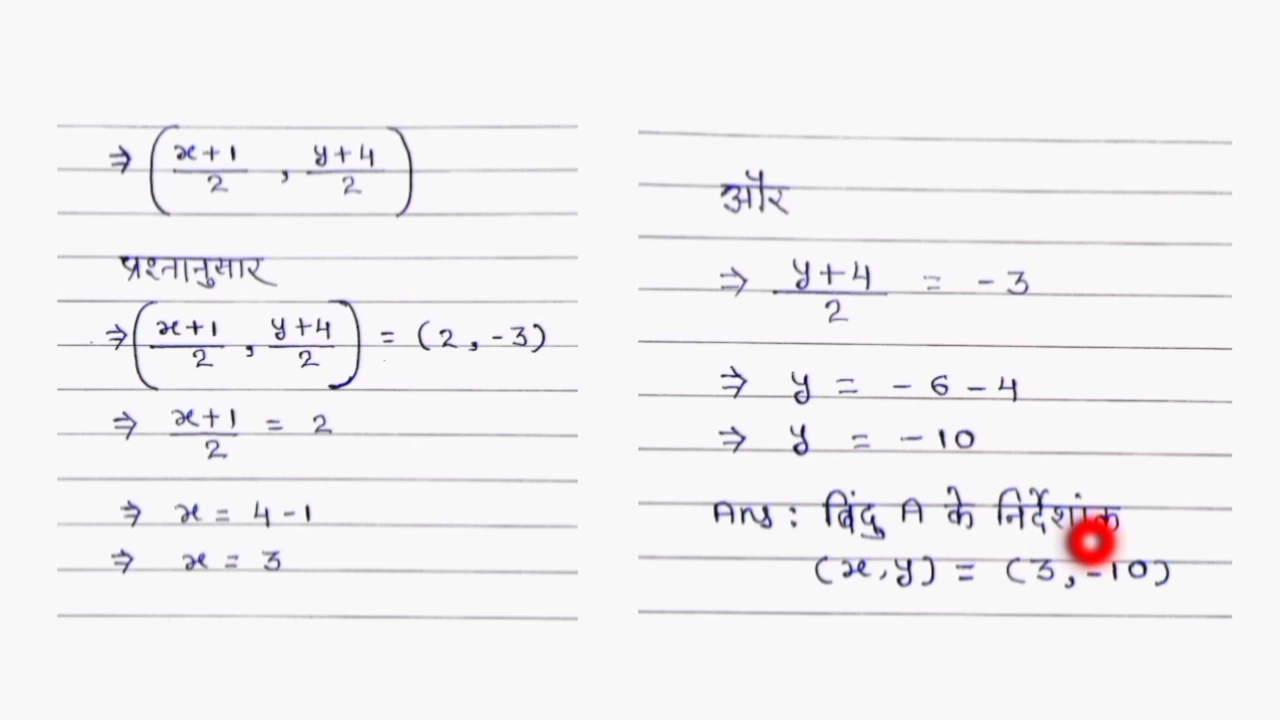 ⇒ (x+1/2 , y+4/2)
प्रश्नानुसार
⇒ (x+1/2 , y+4/2) = (2, -3)
⇒ x+1/2 = 2
⇒ x = 4-1
⇒ x = 3
और
⇒ y+4/2 = -3
⇒ y = -6-4
⇒ y = -10
Ans: बिंदु A के निर्देशांक
(x,y) = (3,-10)